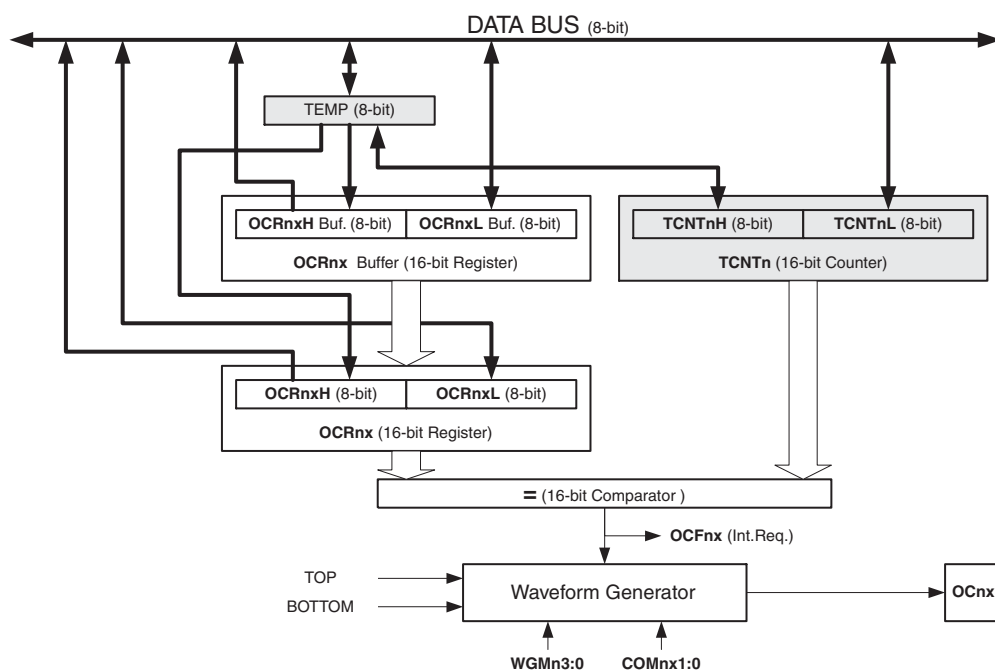 DATA BUS (8-bit)
TEMP (8-bit)
OCRnxH Buf. (8-bit) OCRnxL Buf. (8-bit)
OCRnx Buffer (16-bit Register)
TCNTnH (8-bit) TCNTnL (8-bit)
TCNTn (16-bit Counter)
OCRnxH (8-bit) OCRnxL (8-bit)
OCRnx (16-bit Register)
= (16-bit Comparator )
OCFnx (Int.Req.)
TOP
BOTTOM
Waveform Generator
OCnx
WGMn3:0 COMnx1:0